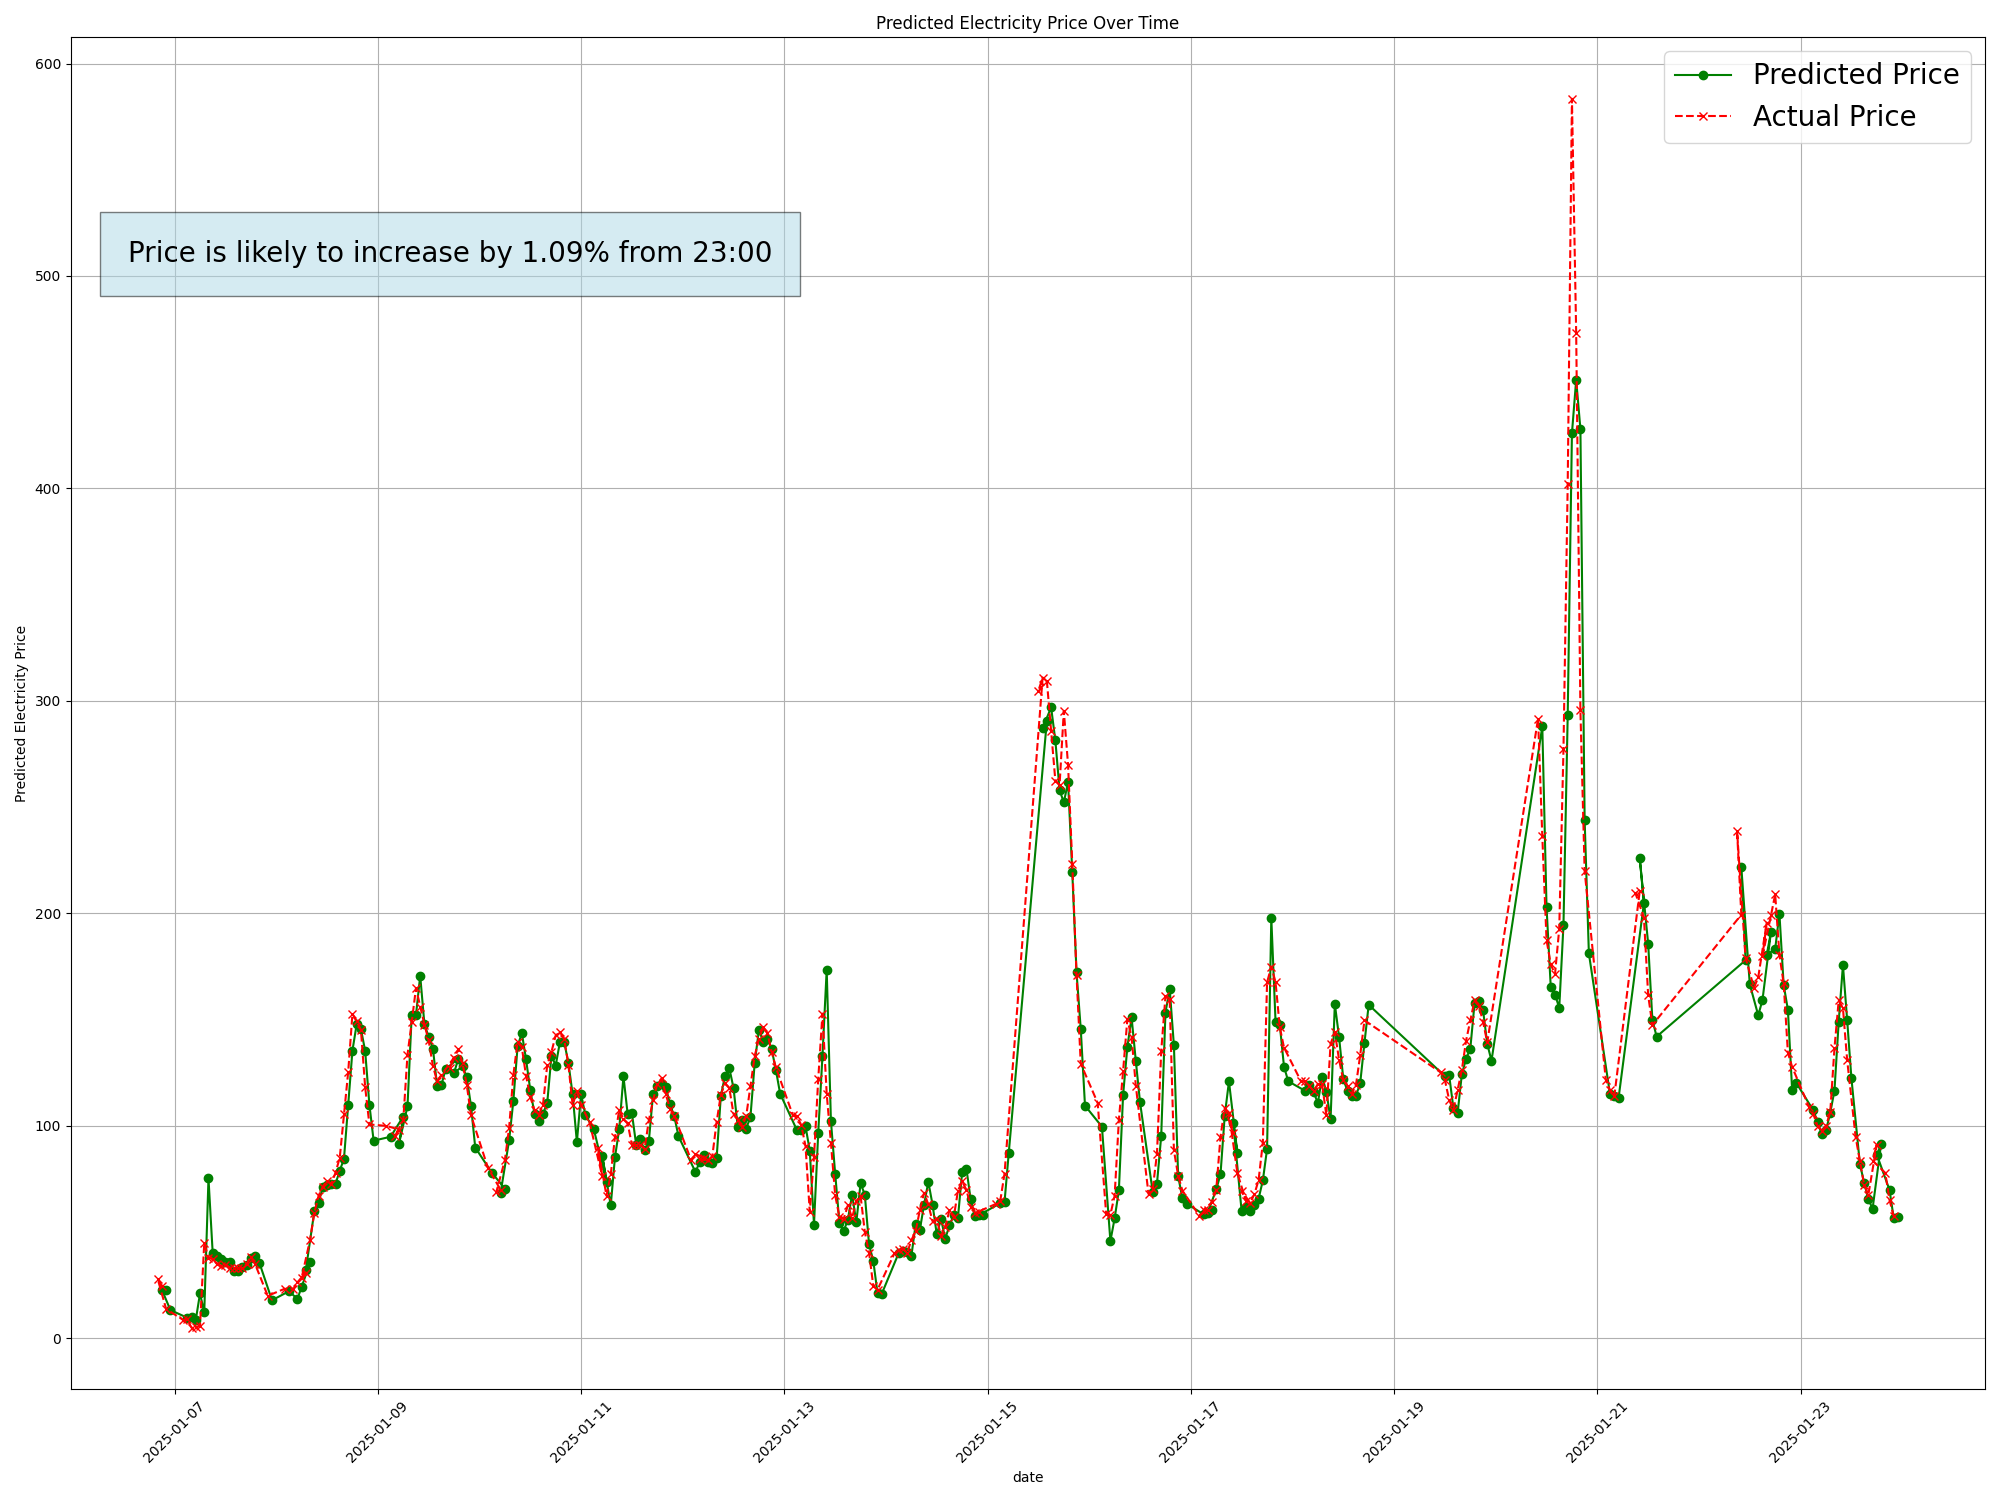 Predicted Electricity Price Over Time
Predicted Price
Actual Price
Price is likely to increase by 1.09% from 23:00
Predicted Electricity Price
600
500
400
300
200
100
0
2025-01-07
2025-01-09
2025-01-11
2025-01-13
2025-01-15
2025-01-17
2025-01-19
2025-01-21
2025-01-23
date